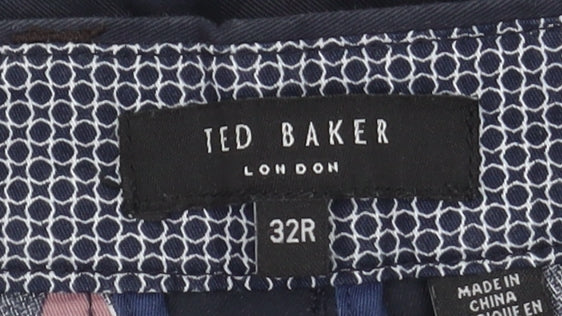 TED BAKER
LONDON
32R
MADE IN
CHINA